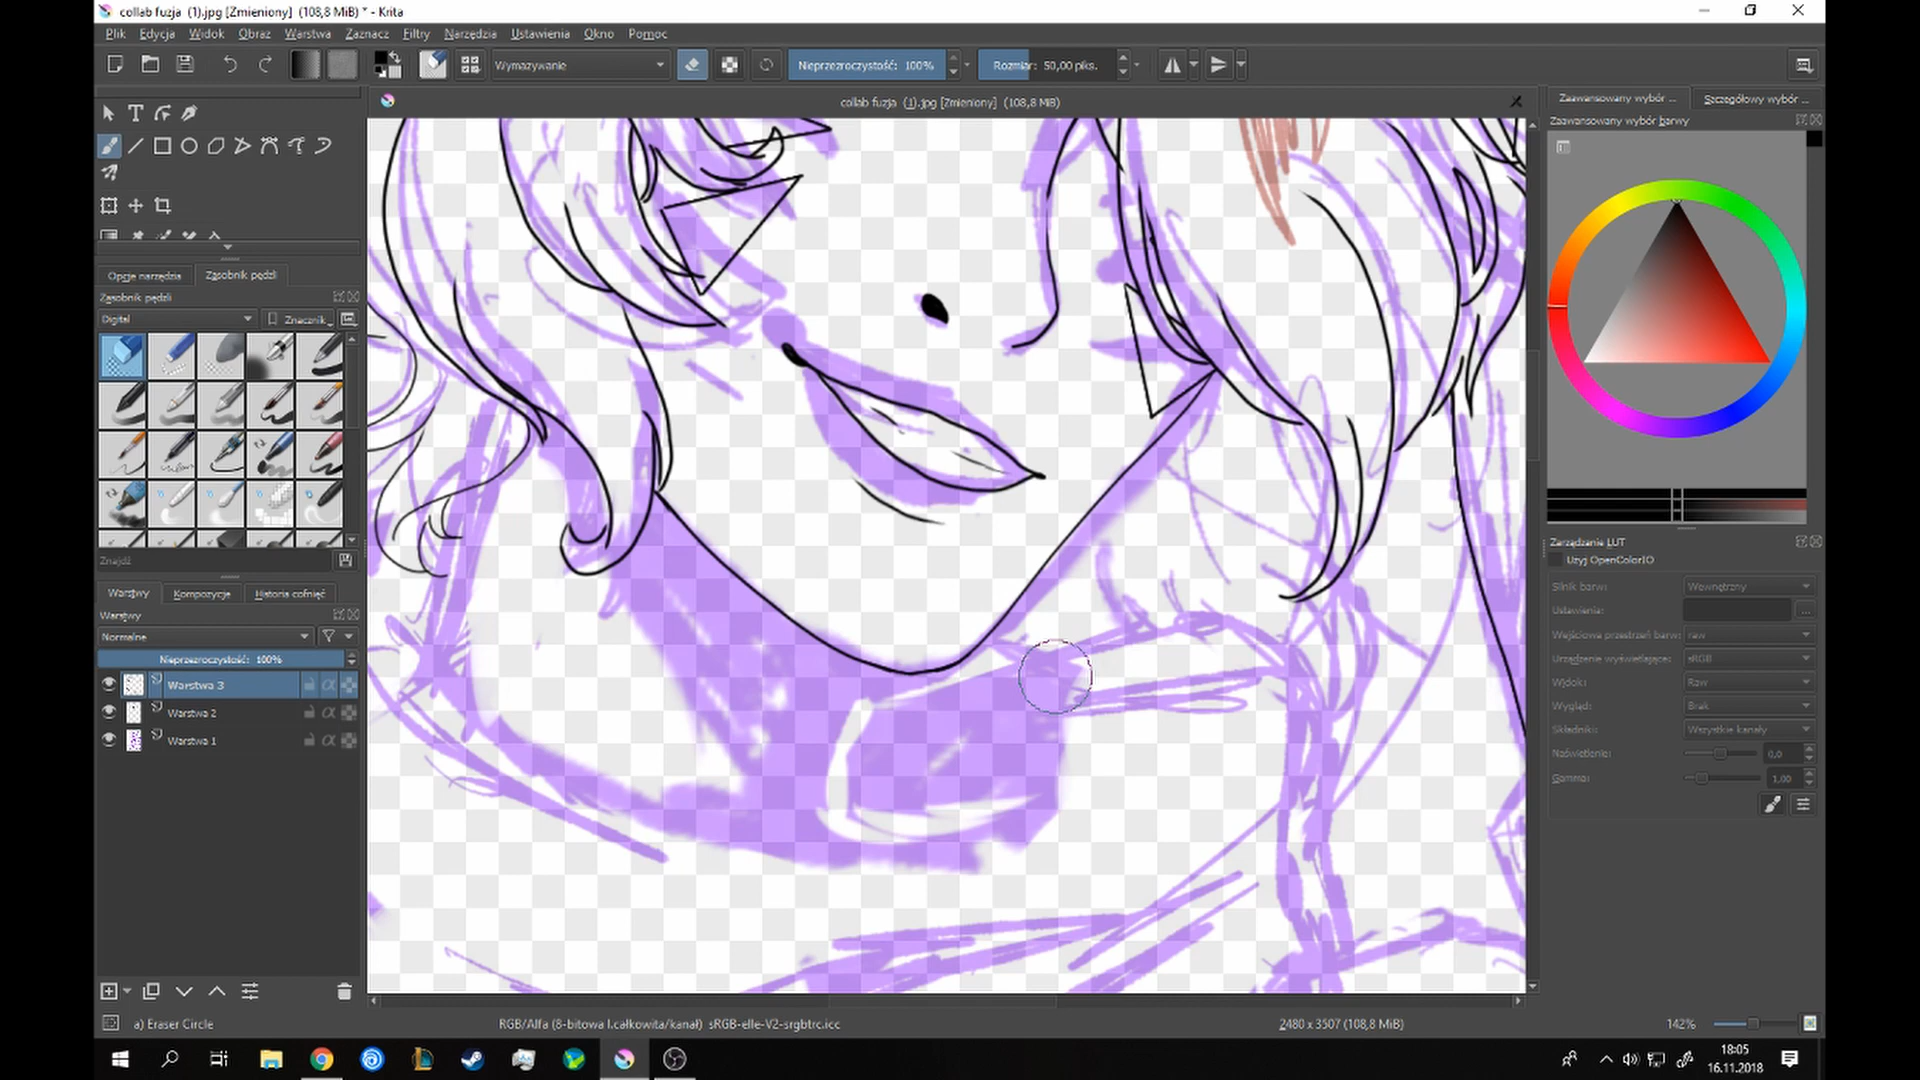 collab fuzja (1).jpg [Zmieniony] (108,8 MiB) * - Krita
Plik Edycja Widok Obraz Warstwa Zaznacz Filtry Narzędzia Ustawienia Okno Pomoc
Wymazywanie Nieprzezroczystość: 100% Rozmiar: 50,00 piks.
collab fuzja (1).jpg [Zmieniony] (108,8 MiB)
Zaawansowany wybór ... Szczegółowy wybór ...
Zaawansowany wybór barwy
Opcje narzędzia Zasobnik pędzli
Zasobnik pędzli
Digital Znacznik
Znajdź
Warstwy Kompozycje Historia cofnięć
Warstwy
Normalne
Nieprzezroczystość: 100%
Warstwa 3
Warstwa 2
Warstwa 1
Zarządzanie LUT
Użyj OpenColorIO
Silnik barw: Wewnętrzny
Ustawienia: ...
Wejściowa przestrzeń barw: raw
Urządzenie wyświetlające: sRGB
Widok: Raw
Wygląd: Brak
Składniki: Wszystkie kanały
Naświetlenie: 0,0
Gamma: 1,00
a) Eraser Circle RGB/Alfa (8-bitowa l.całkowita/kanał) sRGB-elle-V2-srgbtrc.icc 2480 x 3507 (108,8 MiB) 142%
18:05
16.11.2018